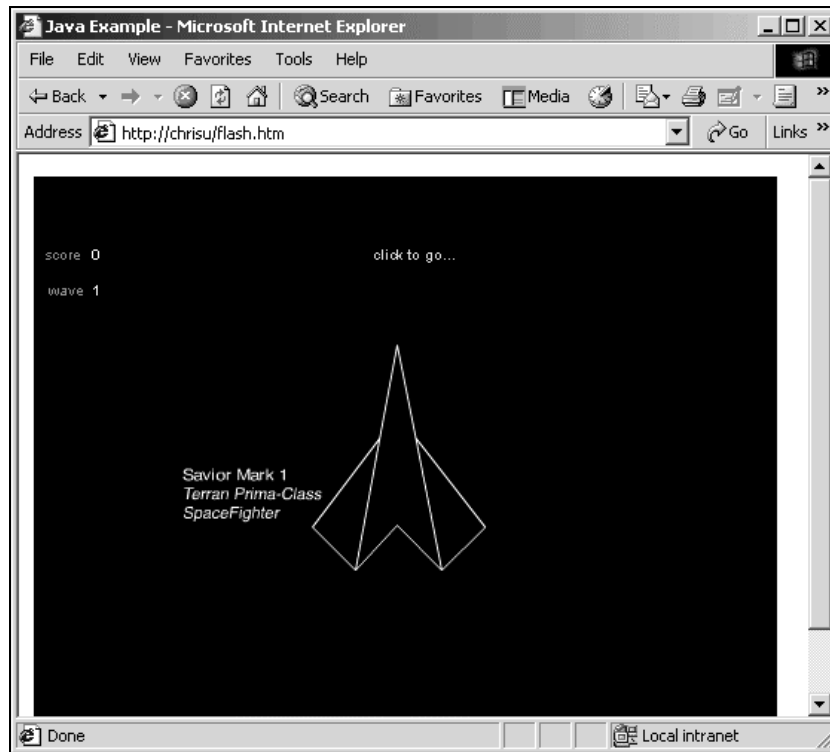 Java Example - Microsoft Internet Explorer
File Edit View Favorites Tools Help
Back Search Favorites Media »
Address http://chrisu/flash.htm Go Links »
score 0 click to go...
wave 1
Savior Mark 1
Terran Prima-Class
SpaceFighter
Done Local intranet